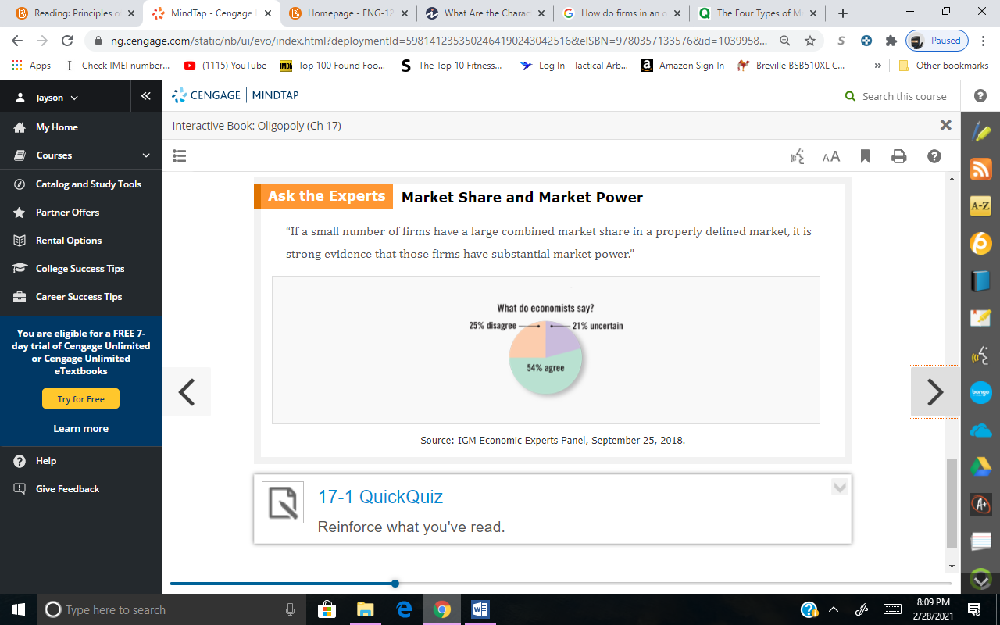 Reading: Principles o
MindTap - Cengage
Homepage - ENG-12
What Are the Charac
How do firms in an o
The Four Types of M
ng.cengage.com/static/nb/ui/evo/index.html?deploymentId=5981412353502464190243042516&eISBN=9780357133576&id=1039958...
Paused
Apps
Check IMEI number...
(1115) YouTube
Top 100 Found Foo...
The Top 10 Fitness...
Log In - Tactical Arb...
Amazon Sign In
Breville BSB510XL C...
»
Other bookmarks
Jayson
CENGAGE | MINDTAP
Search this course
My Home
Courses
Catalog and Study Tools
Partner Offers
Rental Options
College Success Tips
Career Success Tips
You are eligible for a FREE 7-
day trial of Cengage Unlimited
or Cengage Unlimited
eTextbooks
Try for Free
Learn more
Help
Give Feedback
Interactive Book: Oligopoly (Ch 17)
AA
Ask the Experts Market Share and Market Power
“If a small number of firms have a large combined market share in a properly defined market, it is
strong evidence that those firms have substantial market power.”
What do economists say?
25% disagree
21% uncertain
54% agree
Source: IGM Economic Experts Panel, September 25, 2018.
17-1 QuickQuiz
Reinforce what you've read.
A-Z
bongo
A+
Type here to search
8:09 PM
2/28/2021